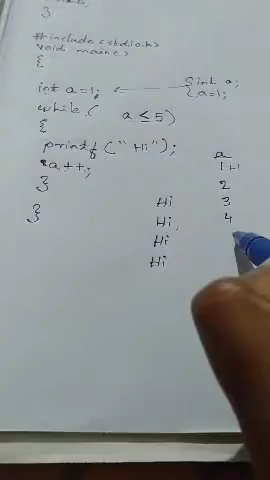 }
#include<stdio.h>
void main()
{
int a=1; ← int a;
{a=1;
while( a ≤ 5)
{
printf("Hi");
a++;
}
}
a
1+1
2
3
4
Hi
Hi,
Hi
Hi